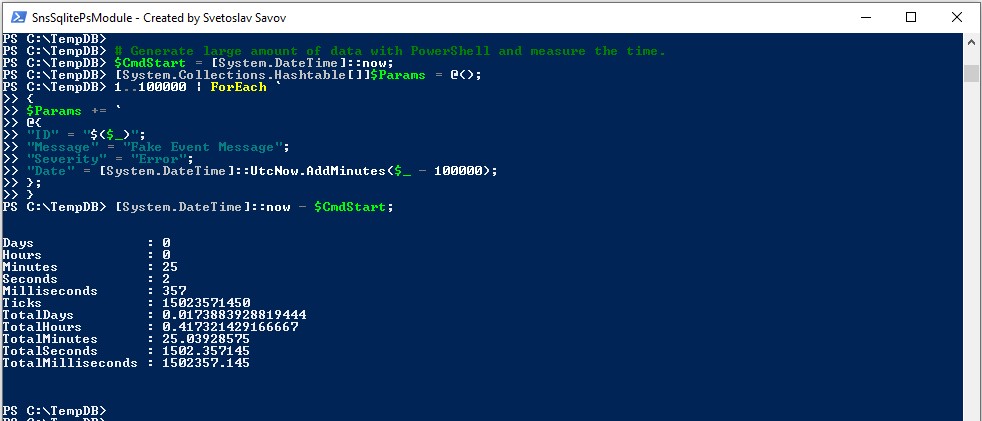 SnsSqlitePsModule - Created by Svetoslav Savov
PS C:\TempDB>
PS C:\TempDB> # Generate large amount of data with PowerShell and measure the time.
PS C:\TempDB> $CmdStart = [System.DateTime]::now;
PS C:\TempDB> [System.Collections.Hashtable[]]$Params = @();
PS C:\TempDB> 1..100000 | ForEach `
>> {
>> $Params += `
>> @{
>> "ID" = "$($_)";
>> "Message" = "Fake Event Message";
>> "Severity" = "Error";
>> "Date" = [System.DateTime]::UtcNow.AddMinutes($_ - 100000);
>> };
>> }
PS C:\TempDB> [System.DateTime]::now - $CmdStart;
Days              : 0
Hours             : 0
Minutes           : 25
Seconds           : 2
Milliseconds      : 357
Ticks             : 15023571450
TotalDays         : 0.0173883928819444
TotalHours        : 0.417321429166667
TotalMinutes      : 25.03928575
TotalSeconds      : 1502.357145
TotalMilliseconds : 1502357.145
PS C:\TempDB>